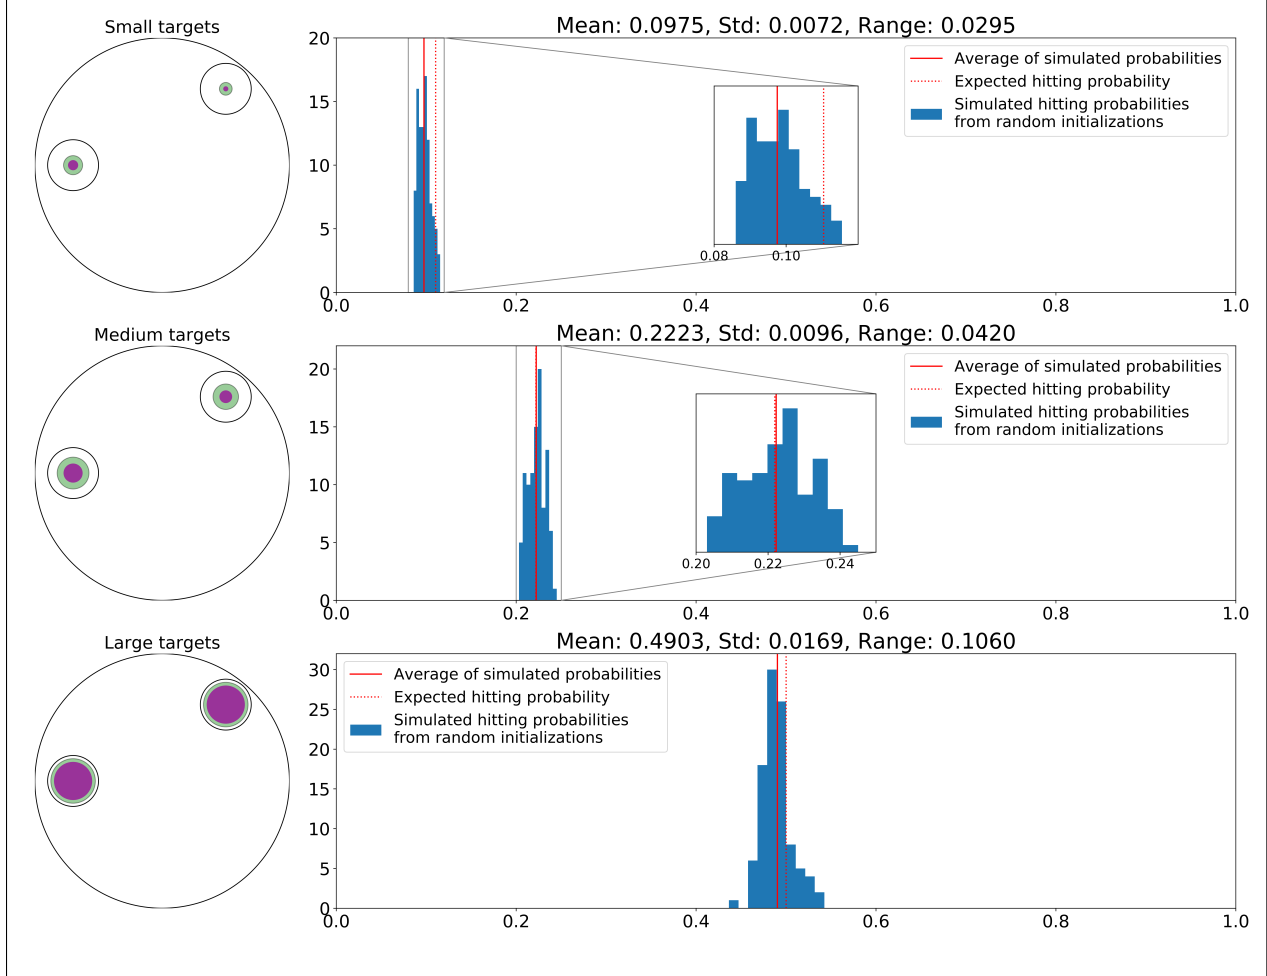 Small targets
Mean: 0.0975, Std: 0.0072, Range: 0.0295
20
15
10
5
0
0.0 0.2 0.4 0.6 0.8 1.0
Average of simulated probabilities
Expected hitting probability
Simulated hitting probabilities
from random initializations
0.08 0.10
Medium targets
Mean: 0.2223, Std: 0.0096, Range: 0.0420
20
15
10
5
0
0.0 0.2 0.4 0.6 0.8 1.0
Average of simulated probabilities
Expected hitting probability
Simulated hitting probabilities
from random initializations
0.20 0.22 0.24
Large targets
Mean: 0.4903, Std: 0.0169, Range: 0.1060
30
25
20
15
10
5
0
0.0 0.2 0.4 0.6 0.8 1.0
Average of simulated probabilities
Expected hitting probability
Simulated hitting probabilities
from random initializations